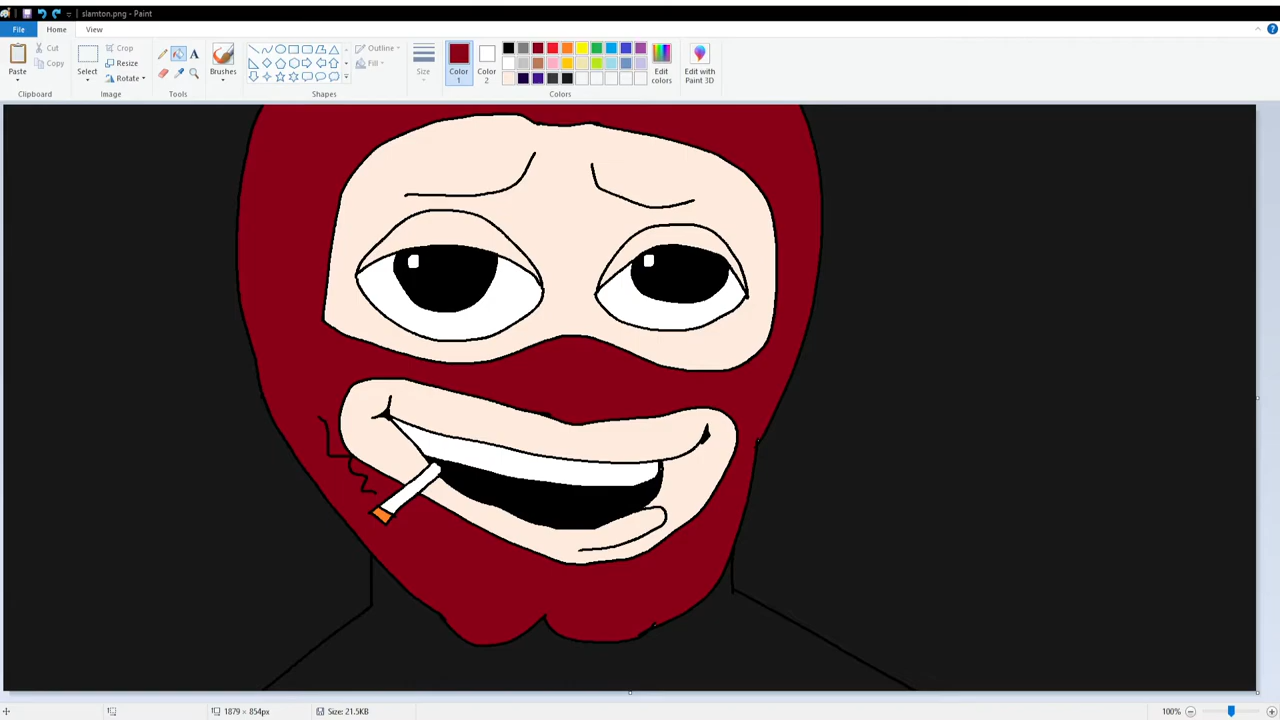 slamton.png - Paint
File Home View
Paste
Cut
Copy
Clipboard
Select
Crop
Resize
Rotate
Image
A
Tools
Brushes
Outline
Fill
Shapes
Size
Color
1
Color
2
Edit
colors
Colors
Edit with
Paint 3D
1879 × 854px
Size: 21.5KB
100%